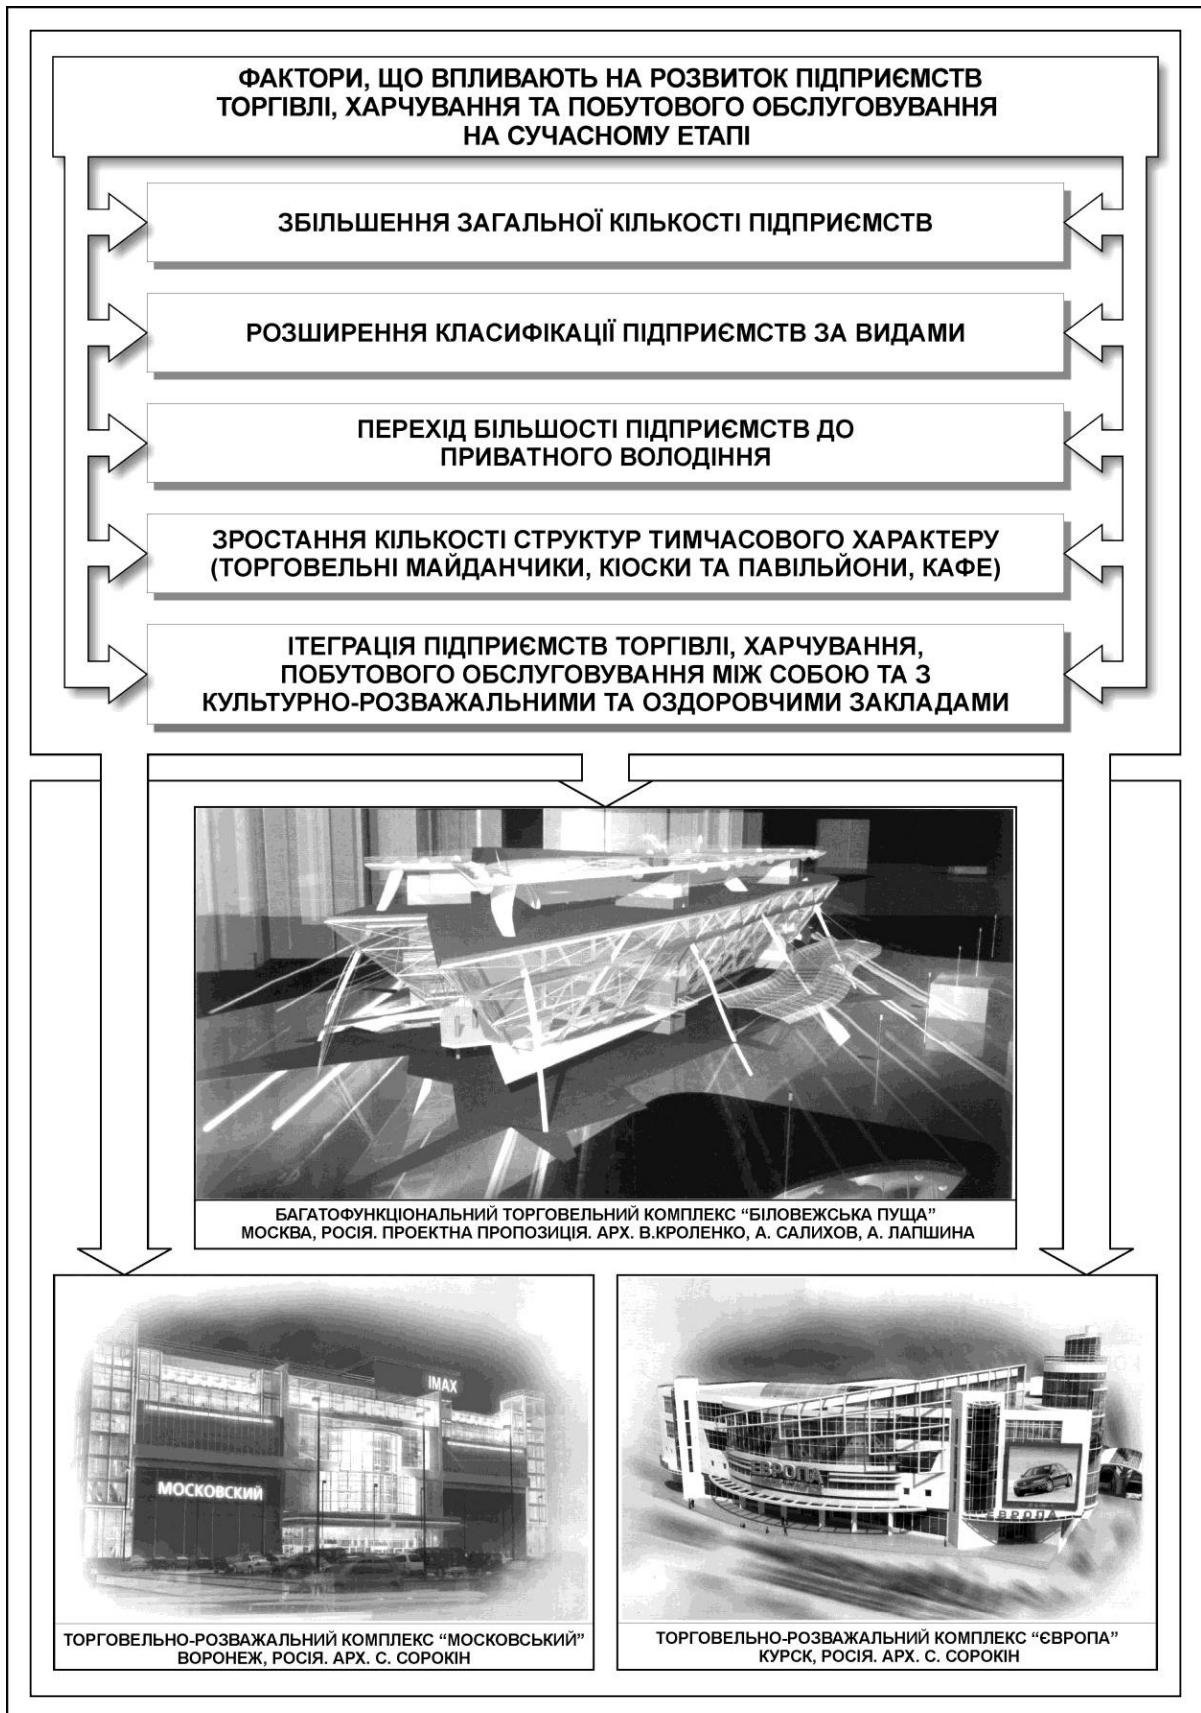 ФАКТОРИ, ЩО ВПЛИВАЮТЬ НА РОЗВИТОК ПІДПРИЄМСТВ
ТОРГІВЛІ, ХАРЧУВАННЯ ТА ПОБУТОВОГО ОБСЛУГОВУВАННЯ
НА СУЧАСНОМУ ЕТАПІ
ЗБІЛЬШЕННЯ ЗАГАЛЬНОЇ КІЛЬКОСТІ ПІДПРИЄМСТВ
РОЗШИРЕННЯ КЛАСИФІКАЦІЇ ПІДПРИЄМСТВ ЗА ВИДАМИ
ПЕРЕХІД БІЛЬШОСТІ ПІДПРИЄМСТВ ДО
ПРИВАТНОГО ВОЛОДІННЯ
ЗРОСТАННЯ КІЛЬКОСТІ СТРУКТУР ТИМЧАСОВОГО ХАРАКТЕРУ
(ТОРГОВЕЛЬНІ МАЙДАНЧИКИ, КІОСКИ ТА ПАВІЛЬЙОНИ, КАФЕ)
ІТЕГРАЦІЯ ПІДПРИЄМСТВ ТОРГІВЛІ, ХАРЧУВАННЯ,
ПОБУТОВОГО ОБСЛУГОВУВАННЯ МІЖ СОБОЮ ТА З
КУЛЬТУРНО-РОЗВАЖАЛЬНИМИ ТА ОЗДОРОВЧИМИ ЗАКЛАДАМИ
БАГАТОФУНКЦІОНАЛЬНИЙ ТОРГОВЕЛЬНИЙ КОМПЛЕКС “БІЛОВЕЖСЬКА ПУЩА”
МОСКВА, РОСІЯ. ПРОЕКТНА ПРОПОЗИЦІЯ. АРХ. В.КРОЛЕНКО, А. САЛИХОВ, А. ЛАПШИНА
IMAX
МОСКОВСКИЙ
ТОРГОВЕЛЬНО-РОЗВАЖАЛЬНИЙ КОМПЛЕКС “МОСКОВСЬКИЙ”
ВОРОНЕЖ, РОСІЯ. АРХ. С. СОРОКІН
ЕВРОПА
ЕВРОПА
ТОРГОВЕЛЬНО-РОЗВАЖАЛЬНИЙ КОМПЛЕКС “ЄВРОПА”
КУРСК, РОСІЯ. АРХ. С. СОРОКІН